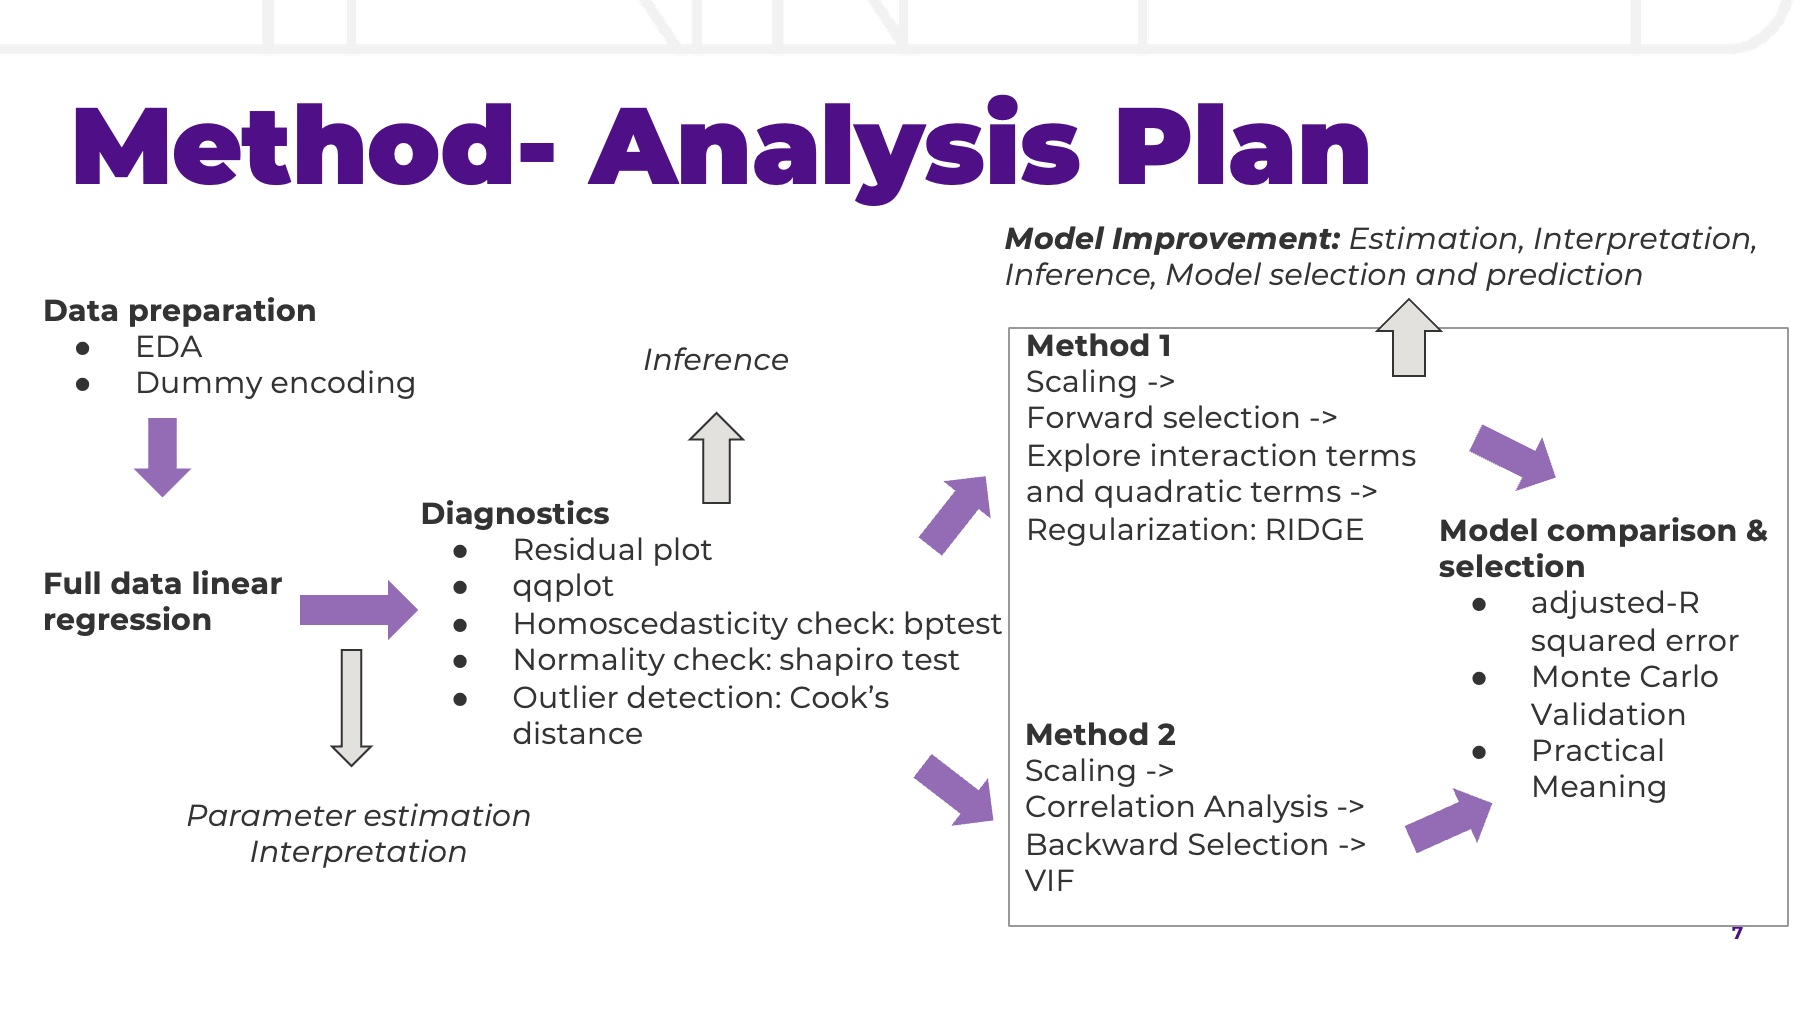 Method- Analysis Plan
Data preparation
● EDA
● Dummy encoding
Full data linear
regression
Parameter estimation
Interpretation
Inference
Diagnostics
● Residual plot
● qqplot
● Homoscedasticity check: bptest
● Normality check: shapiro test
● Outlier detection: Cook’s
distance
Model Improvement: Estimation, Interpretation,
Inference, Model selection and prediction
Method 1
Scaling ->
Forward selection ->
Explore interaction terms
and quadratic terms ->
Regularization: RIDGE
Method 2
Scaling ->
Correlation Analysis ->
Backward Selection ->
VIF
Model comparison &
selection
● adjusted-R
squared error
● Monte Carlo
Validation
● Practical
Meaning
7